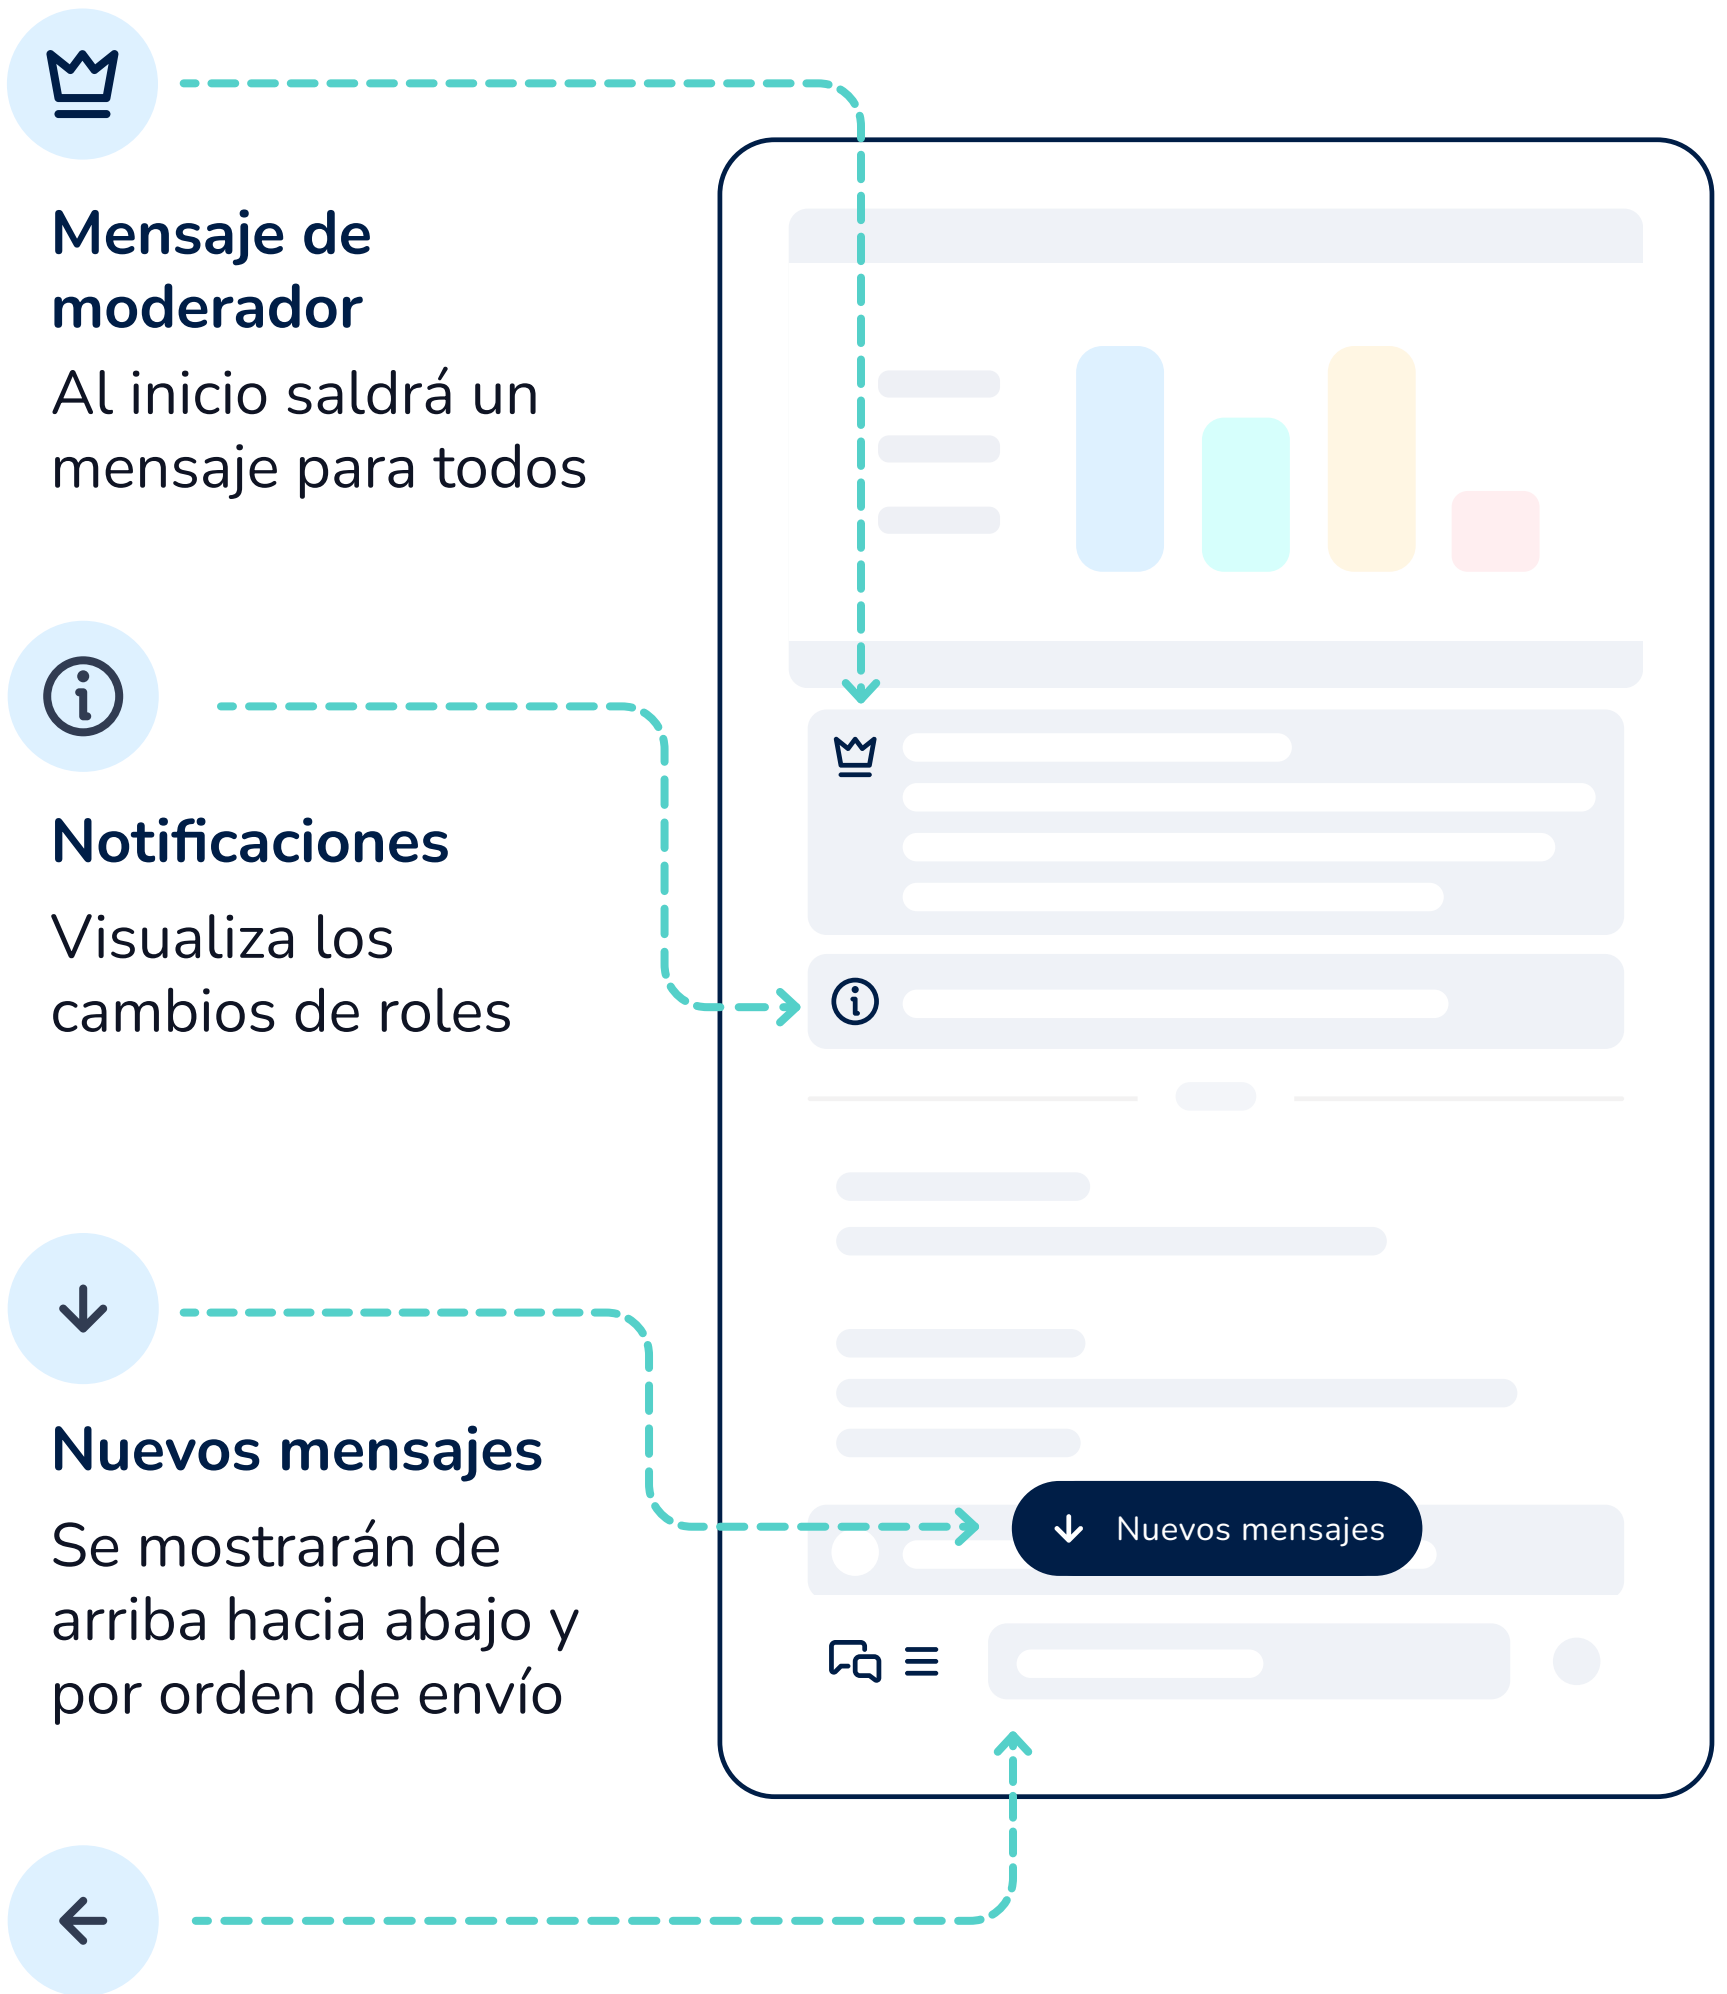 Mensaje de
moderador
Al inicio saldrá un
mensaje para todos
Notificaciones
Visualiza los
cambios de roles
Nuevos mensajes
Se mostrarán de
arriba hacia abajo y
por orden de envío
Nuevos mensajes